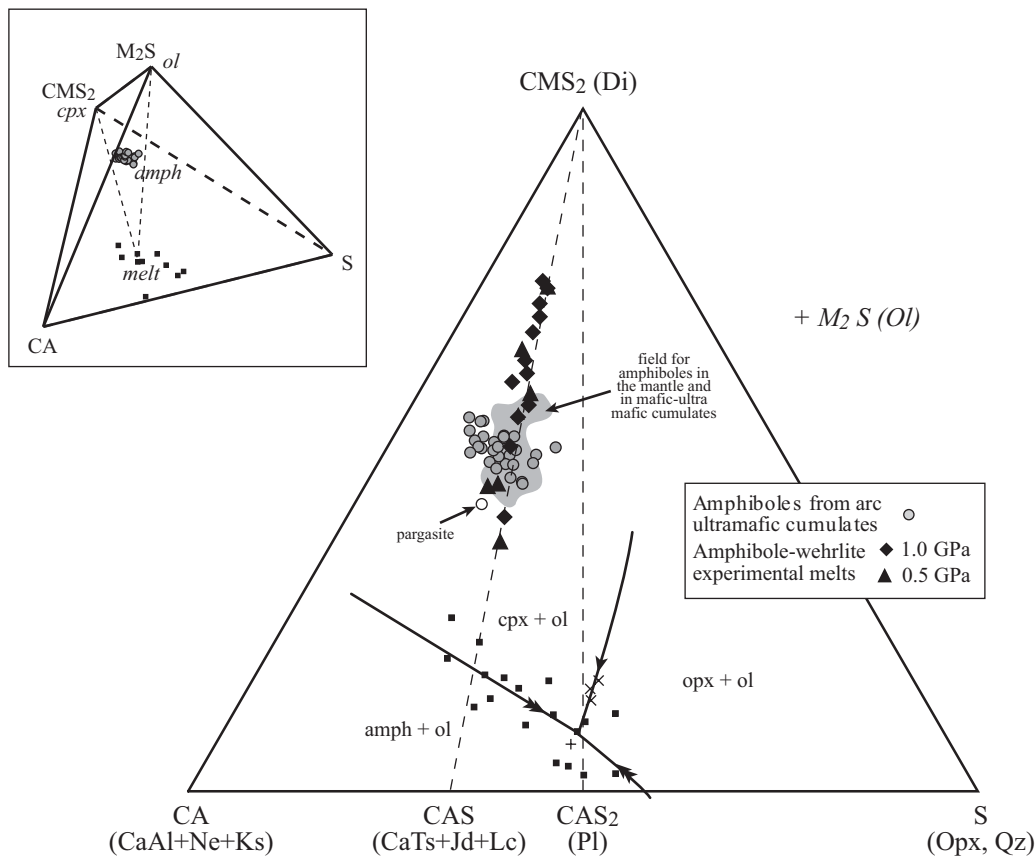 M2S
ol
CMS2
cpx
amph
melt
S
CA
CMS2 (Di)
+ M2 S (Ol)
field for
amphiboles in
the mantle and
in mafic-ultra
mafic cumulates
pargasite
Amphiboles from arc
ultramafic cumulates
Amphibole-wehrlite
experimental melts
1.0 GPa
0.5 GPa
cpx + ol
opx + ol
amph + ol
CA
(CaAl+Ne+Ks)
CAS
(CaTs+Jd+Lc)
CAS2
(Pl)
S
(Opx, Qz)